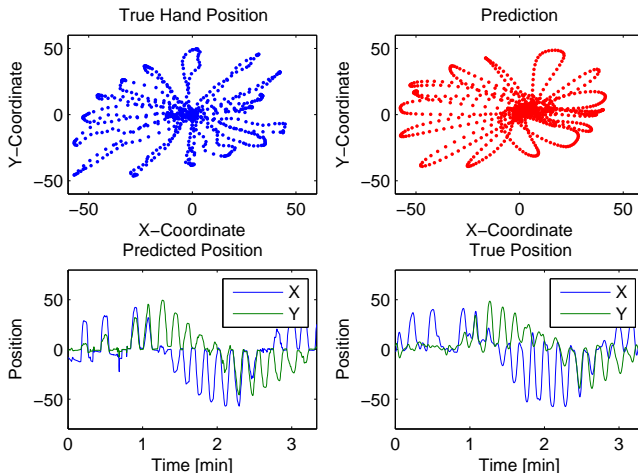 True Hand Position
Y-Coordinate
50
0
-50
-50 0 50
X-Coordinate
Prediction
Y-Coordinate
50
0
-50
-50 0 50
X-Coordinate
Predicted Position
Position
50
0
-50
X
Y
0 1 2 3
Time [min]
True Position
Position
50
0
-50
X
Y
0 1 2 3
Time [min]